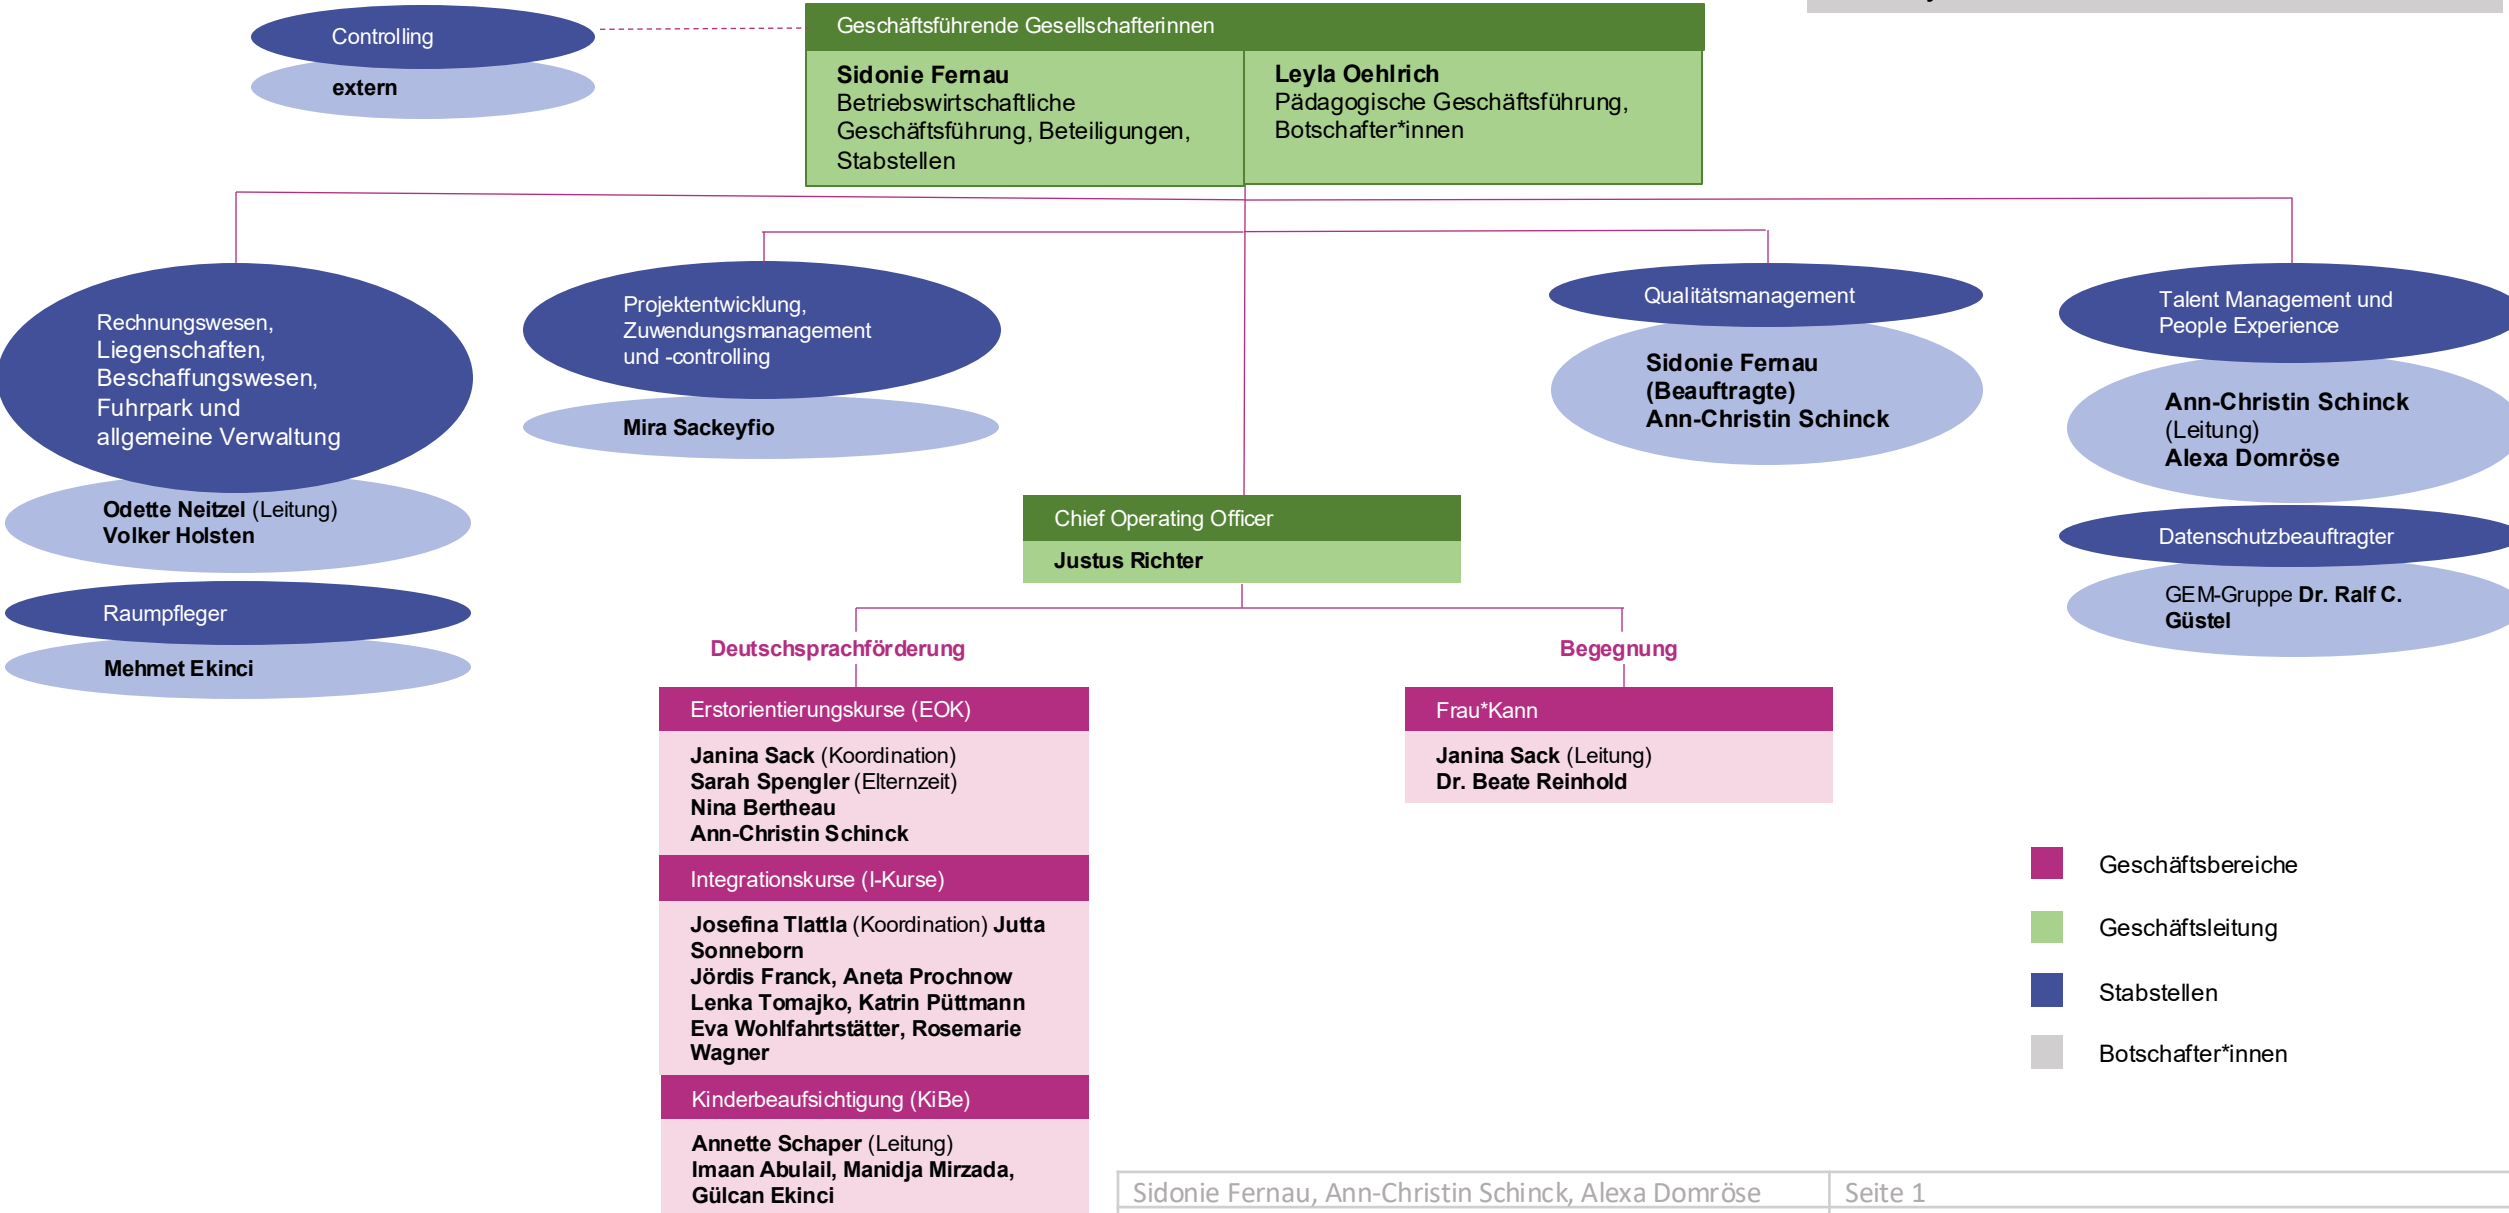 Controlling
extern
Geschäftsführende Gesellschafterinnen
Sidonie Fernau
Betriebswirtschaftliche
Geschäftsführung, Beteiligungen,
Stabstellen
Leyla Oehlrich
Pädagogische Geschäftsführung,
Botschafter*innen
Rechnungswesen,
Liegenschaften,
Beschaffungswesen,
Fuhrpark und
allgemeine Verwaltung
Odette Neitzel (Leitung)
Volker Holsten
Raumpfleger
Mehmet Ekinci
Projektentwicklung,
Zuwendungsmanagement
und -controlling
Mira Sackeyfio
Qualitätsmanagement
Sidonie Fernau
(Beauftragte)
Ann-Christin Schinck
Talent Management und
People Experience
Ann-Christin Schinck
(Leitung)
Alexa Domröse
Datenschutzbeauftragter
GEM-Gruppe Dr. Ralf C.
Güstel
Chief Operating Officer
Justus Richter
Deutschsprachförderung
Erstorientierungskurse (EOK)
Janina Sack (Koordination)
Sarah Spengler (Elternzeit)
Nina Bertheau
Ann-Christin Schinck
Integrationskurse (I-Kurse)
Josefina Tlattla (Koordination) Jutta
Sonneborn
Jördis Franck, Aneta Prochnow
Lenka Tomajko, Katrin Püttmann
Eva Wohlfahrtstätter, Rosemarie
Wagner
Kinderbeaufsichtigung (KiBe)
Annette Schaper (Leitung)
Imaan Abulail, Manidja Mirzada,
Gülcan Ekinci
Begegnung
Frau*Kann
Janina Sack (Leitung)
Dr. Beate Reinhold
Geschäftsbereiche
Geschäftsleitung
Stabstellen
Botschafter*innen
Sidonie Fernau, Ann-Christin Schinck, Alexa Domröse
Seite 1